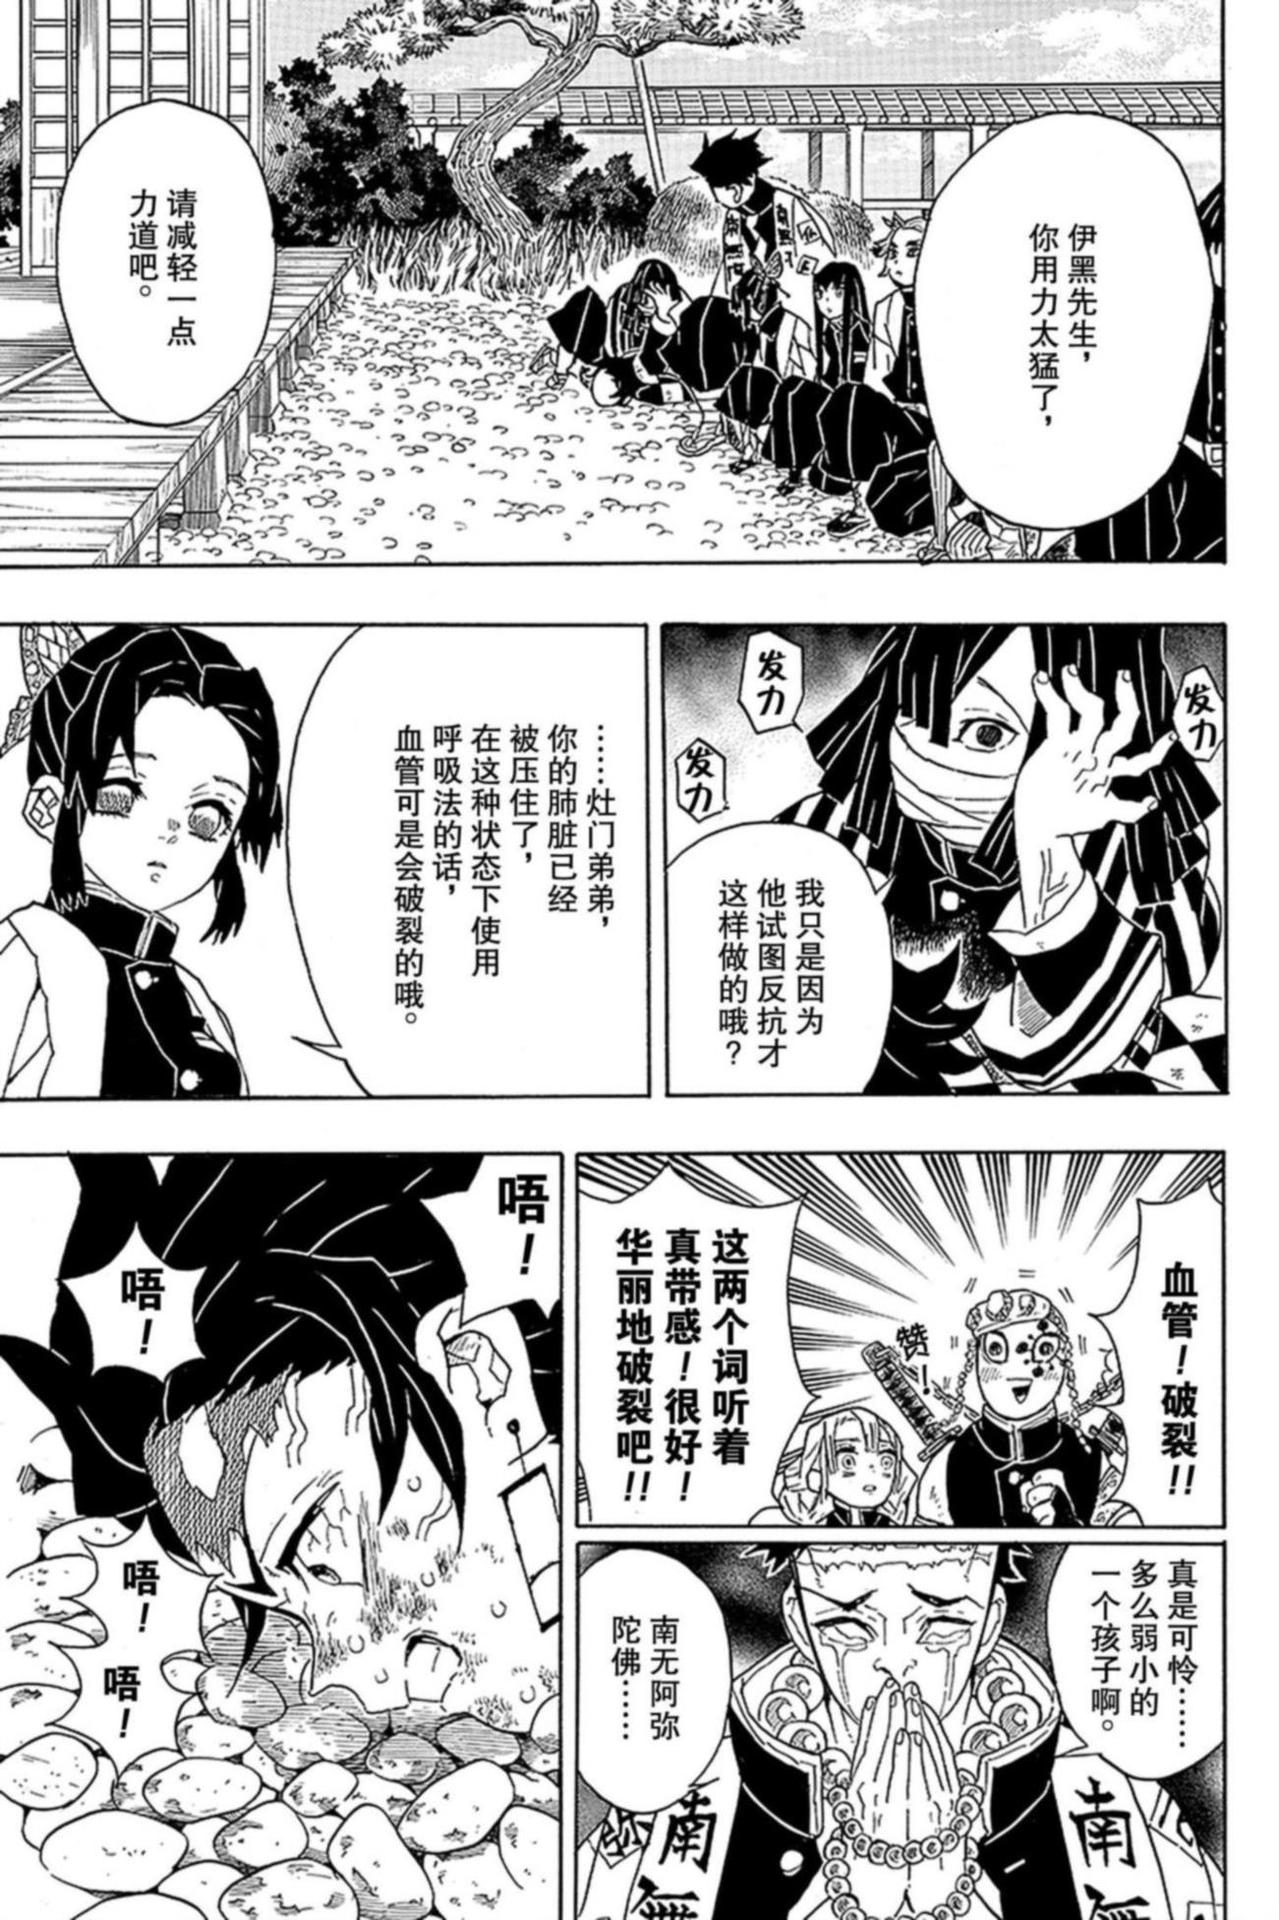 伊黑先生，
你用力太猛了，
请减轻一点
力道吧。
发力
发力
发力
我只是因为
他试图反抗才
这样做的哦？
……灶门弟弟，
你的肺脏已经
被压住了，
在这种状态下使用
呼吸法的话，
血管可是会破裂的哦。
血管！破裂！！
赞！
这两个词听着
真带感！很好！
华丽地破裂吧！！
真是可怜……
多么弱小的
一个孩子啊。
南无阿弥
陀佛……
南無
南無
唔！
唔！
唔！
唔！